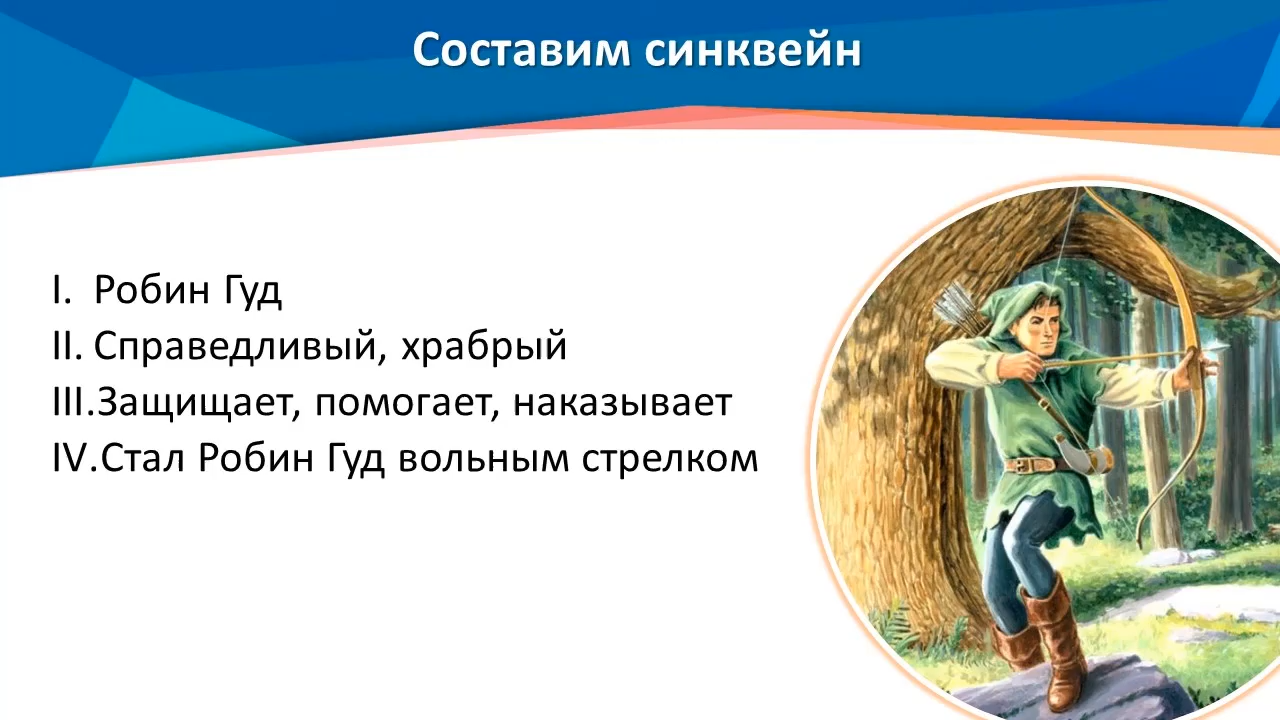 Составим синквейн
I. Робин Гуд
II. Справедливый, храбрый
III.Защищает, помогает, наказывает
IV.Стал Робин Гуд вольным стрелком